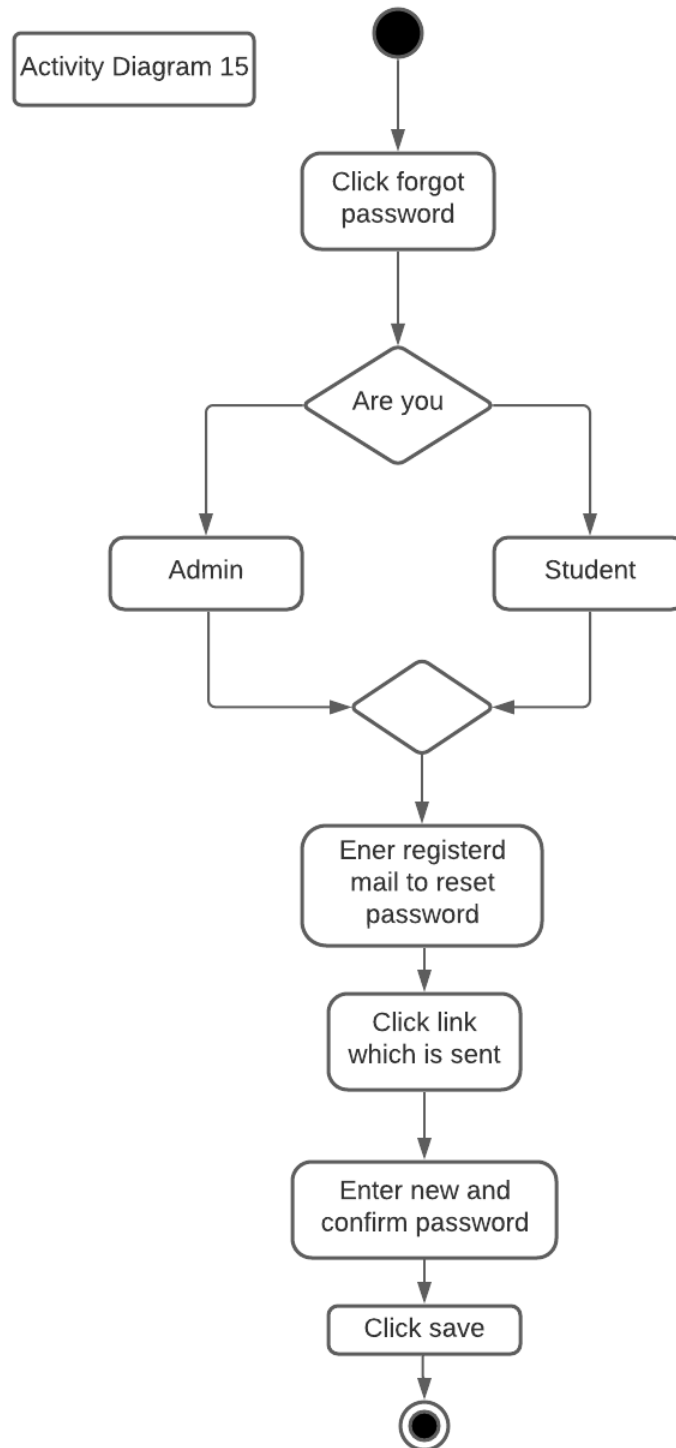 Activity Diagram 15
Click forgot
password
Are you
Admin
Student
Ener registerd
mail to reset
password
Click link
which is sent
Enter new and
confirm password
Click save